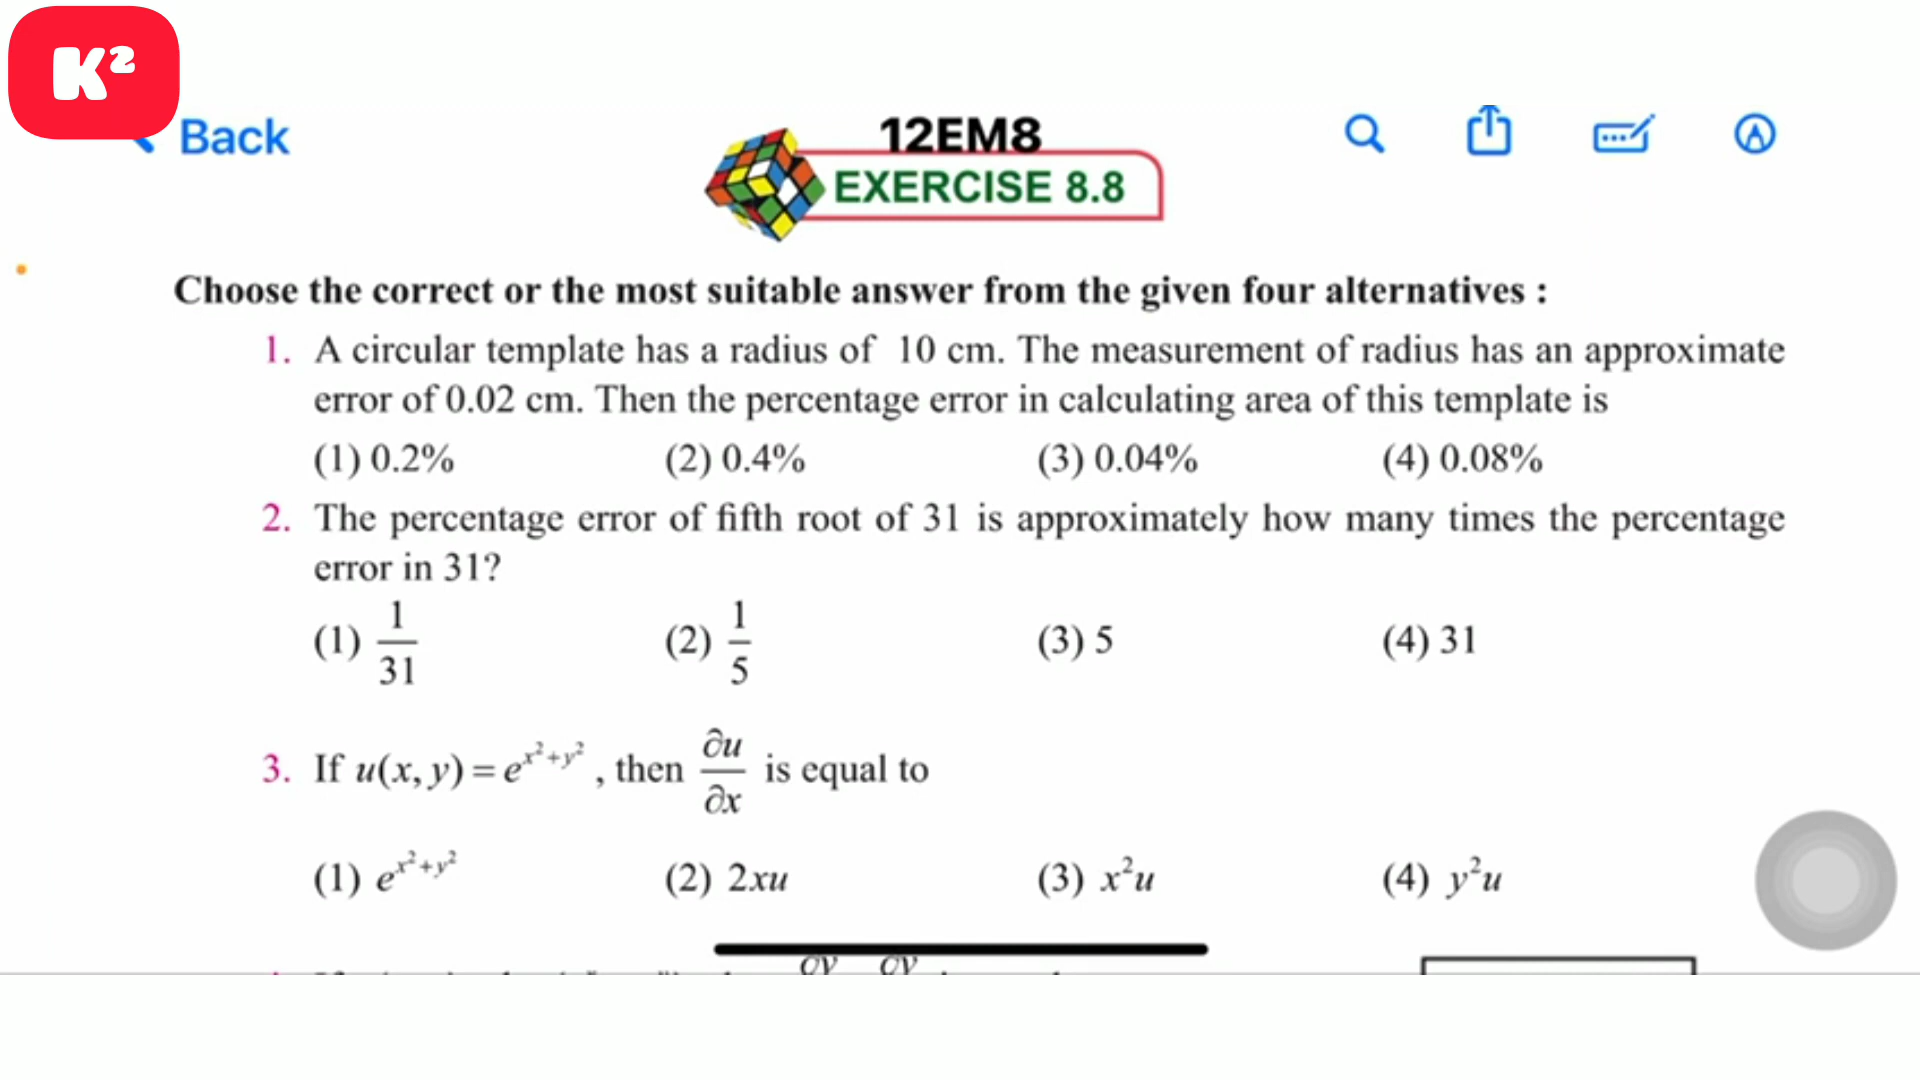 K²
Back
12EM8
EXERCISE 8.8
Choose the correct or the most suitable answer from the given four alternatives :
1. A circular template has a radius of 10 cm. The measurement of radius has an approximate
error of 0.02 cm. Then the percentage error in calculating area of this template is
(1) 0.2% (2) 0.4% (3) 0.04% (4) 0.08%
2. The percentage error of fifth root of 31 is approximately how many times the percentage
error in 31?
(1) 1/31 (2) 1/5 (3) 5 (4) 31
3. If u(x, y) = e^{x²+y²}, then ∂u/∂x is equal to
(1) e^{x²+y²} (2) 2xu (3) x²u (4) y²u